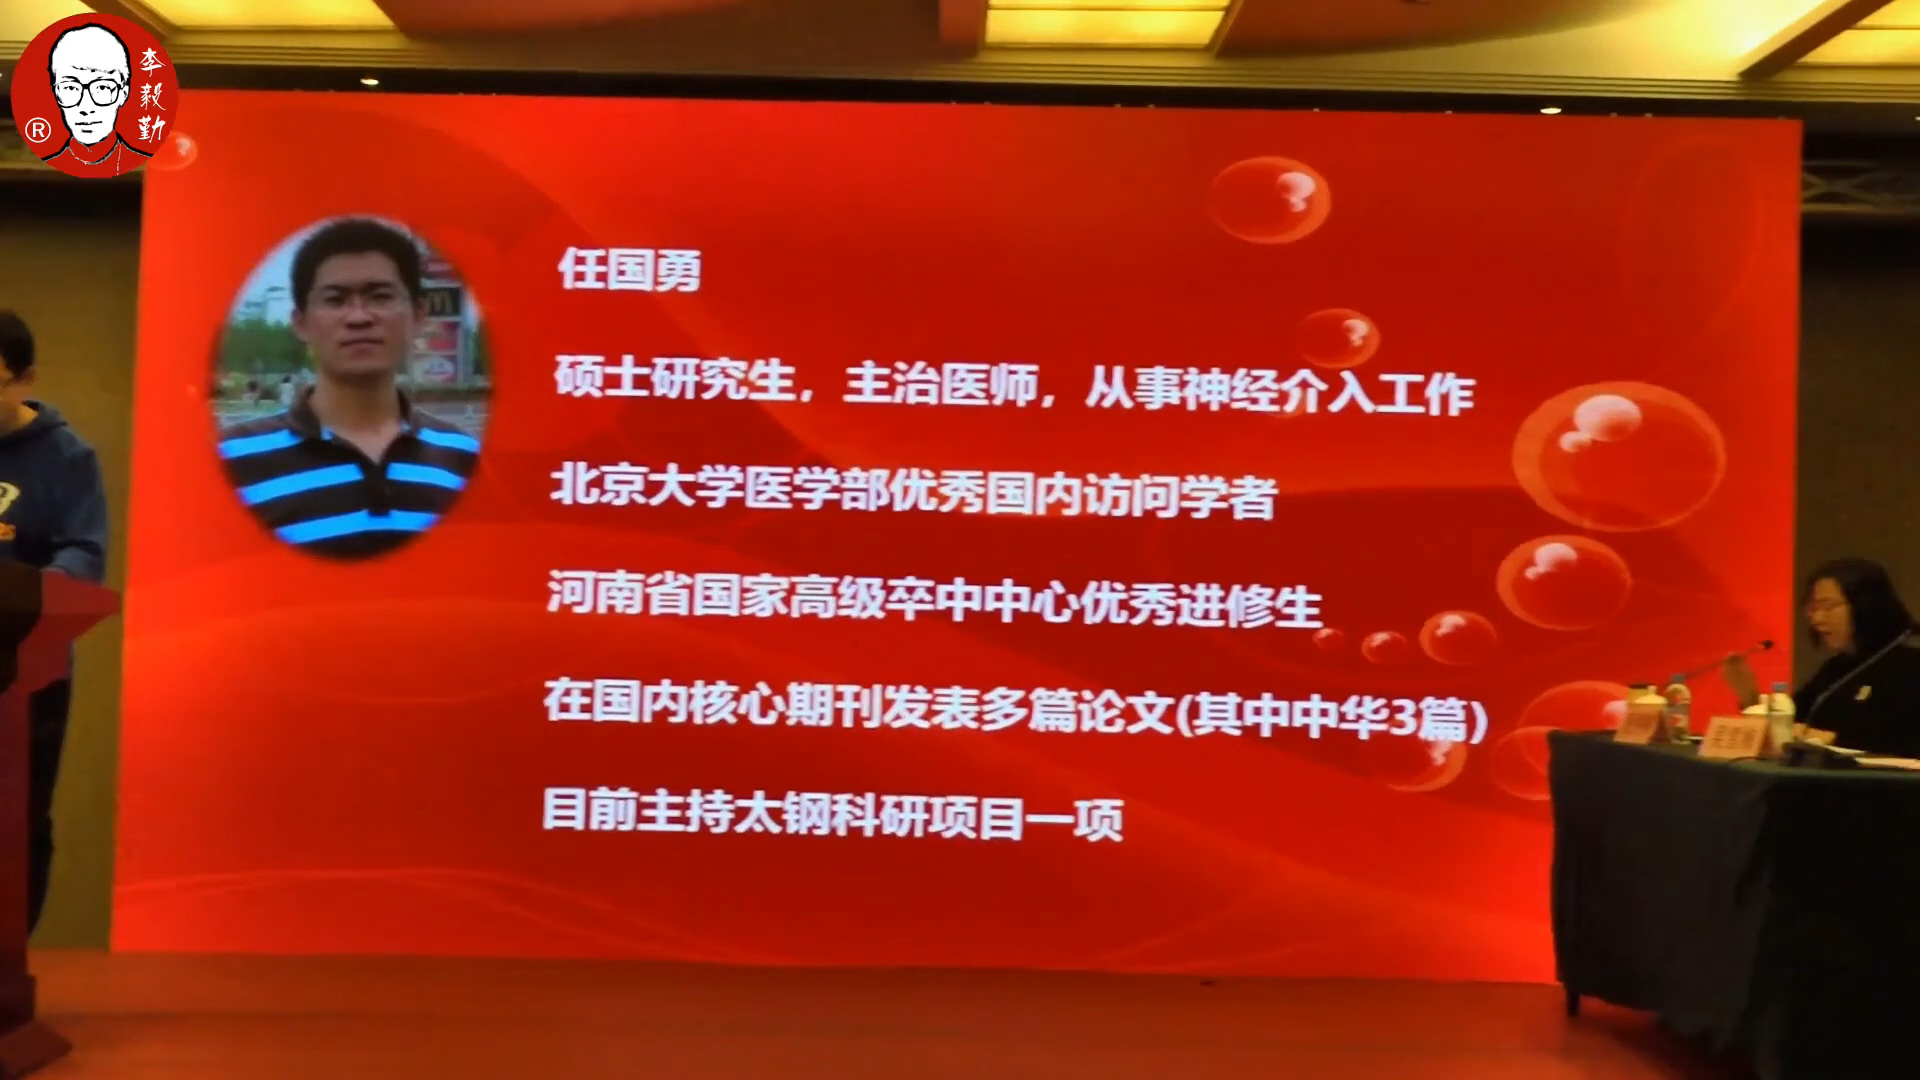 李毅勤
®
任国勇
硕士研究生，主治医师，从事神经介入工作
北京大学医学部优秀国内访问学者
河南省国家高级卒中中心优秀进修生
在国内核心期刊发表多篇论文(其中中华3篇)
目前主持太钢科研项目一项